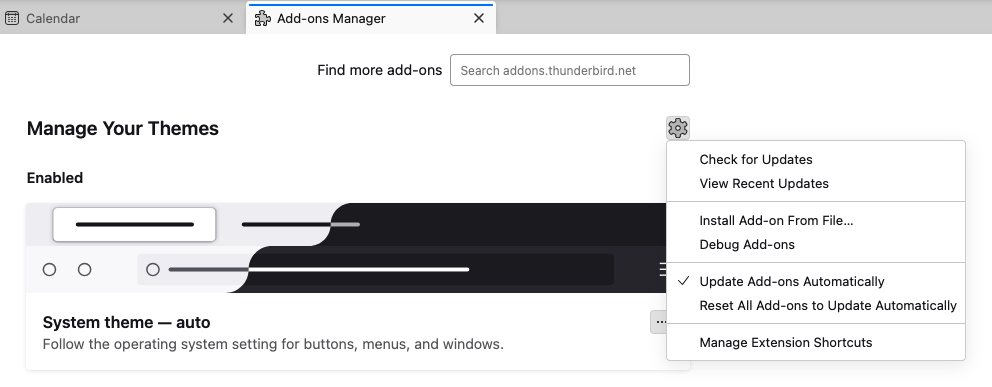 Calendar
Add-ons Manager
Find more add-ons
Search addons.thunderbird.net
Manage Your Themes
Check for Updates
View Recent Updates
Install Add-on From File...
Debug Add-ons
Update Add-ons Automatically
Reset All Add-ons to Update Automatically
Manage Extension Shortcuts
Enabled
System theme — auto
Follow the operating system setting for buttons, menus, and windows.